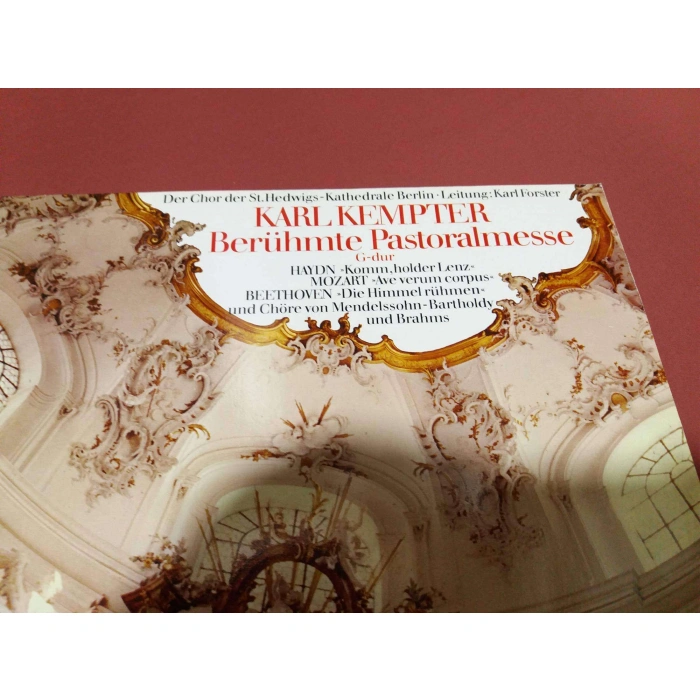 Der Chor der St.Hedwigs-Kathedrale Berlin·Leitung: Karl Forster
KARL KEMPTER
Berühmte Pastoralmesse
G-dur
HAYDN »Komm, holder Lenz«
MOZART »Ave verum corpus«
BEETHOVEN »Die Himmel rühmen«
und Chöre von Mendelssohn-Bartholdy
und Brahms